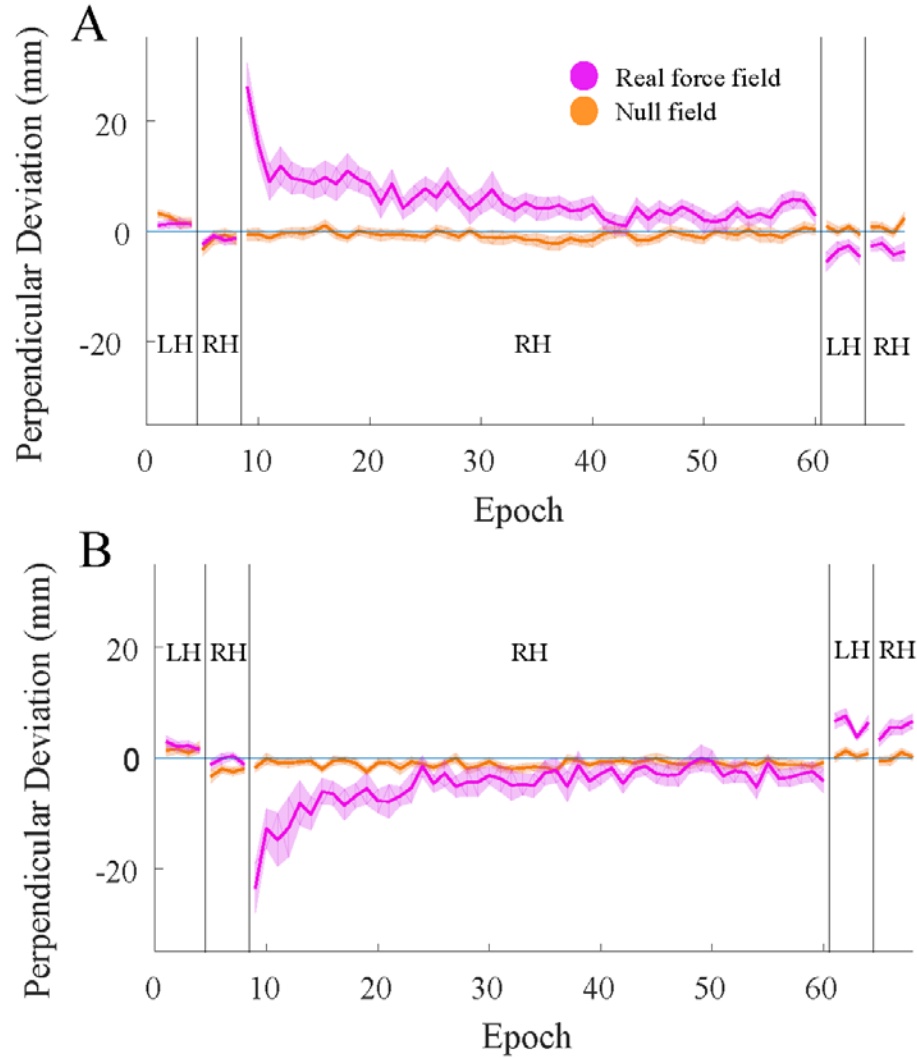 A
Perpendicular Deviation (mm)
20
0
-20
Real force field
Null field
LH RH RH LH RH
0 10 20 30 40 50 60
Epoch
B
Perpendicular Deviation (mm)
20
0
-20
LH RH RH LH RH
0 10 20 30 40 50 60
Epoch